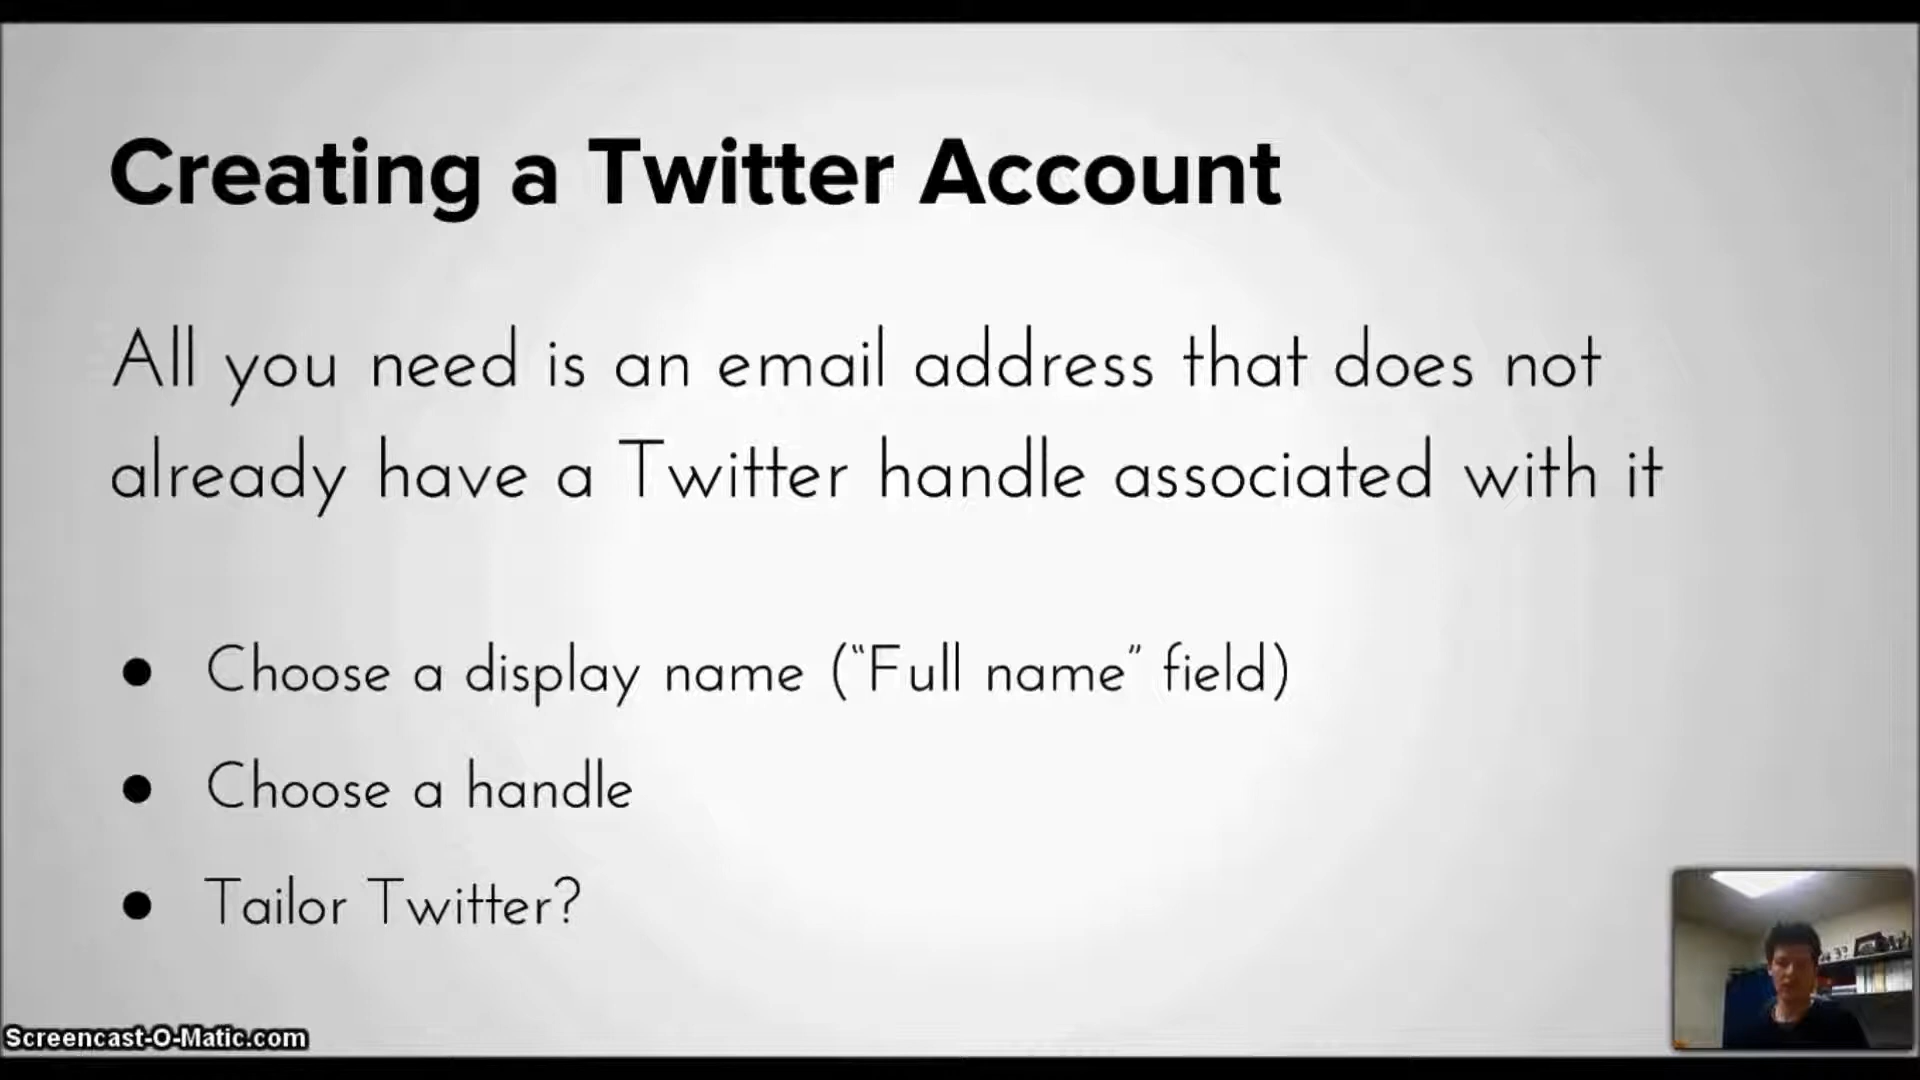 Creating a Twitter Account
All you need is an email address that does not
already have a Twitter handle associated with it
● Choose a display name (“Full name” field)
● Choose a handle
● Tailor Twitter?
Screencast-O-Matic.com